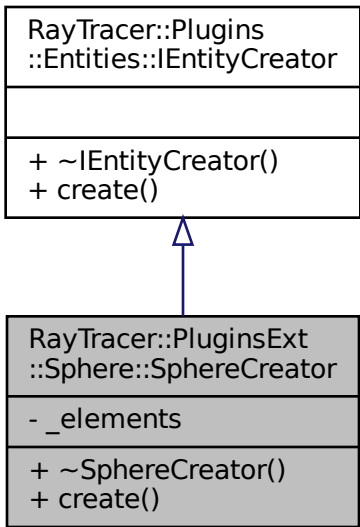 RayTracer::Plugins
::Entities::IEntityCreator
+ ~IEntityCreator()
+ create()
RayTracer::PluginsExt
::Sphere::SphereCreator
- _elements
+ ~SphereCreator()
+ create()